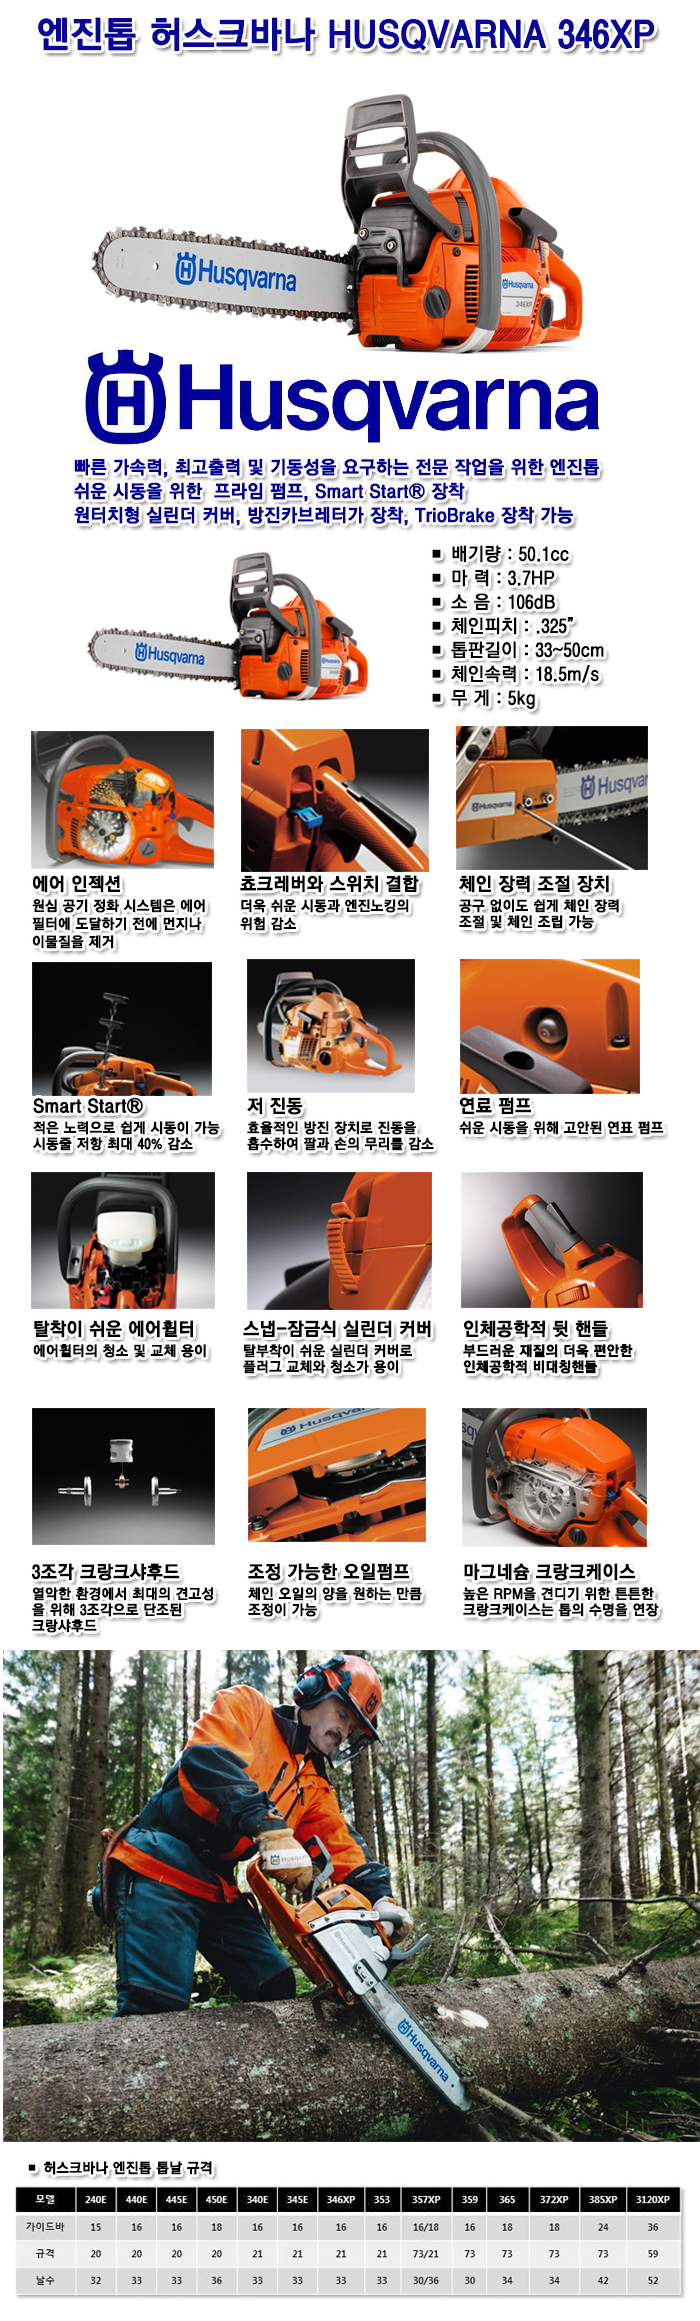 엔진톱 허스크바나 HUSQVARNA 346XP
Husqvarna
Husqvarna
346XP
Husqvarna
빠른 가속력, 최고출력 및 기동성을 요구하는 전문 작업을 위한 엔진톱
쉬운 시동을 위한 프라임 펌프, Smart Start® 장착
원터치형 실린더 커버, 방진카브레터가 장착, TrioBrake 장착 가능
Husqvarna
Husqvarna
■ 배기량 : 50.1cc
■ 마 력 : 3.7HP
■ 소 음 : 106dB
■ 체인피치 : .325”
■ 톱판길이 : 33~50cm
■ 체인속력 : 18.5m/s
■ 무 게 : 5kg
Husqvarna
Husqvar
에어 인젝션
원심 공기 정화 시스템은 에어
필터에 도달하기 전에 먼지나
이물질을 제거
쵸크레버와 스위치 결합
더욱 쉬운 시동과 엔진노킹의
위험 감소
체인 장력 조절 장치
공구 없이도 쉽게 체인 장력
조절 및 체인 조립 가능
Smart Start®
적은 노력으로 쉽게 시동이 가능
시동줄 저항 최대 40% 감소
저 진동
효율적인 방진 장치로 진동을
흡수하여 팔과 손의 무리를 감소
연료 펌프
쉬운 시동을 위해 고안된 연표 펌프
탈착이 쉬운 에어휠터
에어휠터의 청소 및 교체 용이
스냅-잠금식 실린더 커버
탈부착이 쉬운 실린더 커버로
플러그 교체와 청소가 용이
인체공학적 뒷 핸들
부드러운 재질의 더욱 편안한
인체공학적 비대칭핸들
Husqvarna
3조각 크랑크샤후드
열악한 환경에서 최대의 견고성
을 위해 3조각으로 단조된
크랑샤후드
조정 가능한 오일펌프
체인 오일의 양을 원하는 만큼
조정이 가능
마그네슘 크랑크케이스
높은 RPM을 견디기 위한 튼튼한
크랑크케이스는 톱의 수명을 연장
Husqvarna
Husqvarna
Husqvarna
■ 허스크바나 엔진톱 톱날 규격
모델 240E 440E 445E 450E 340E 345E 346XP 353 357XP 359 365 372XP 385XP 3120XP
가이드바 15 16 16 18 16 16 16 16 16/18 16 18 18 24 36
규격 20 20 20 20 21 21 21 21 73/21 73 73 73 73 59
날수 32 33 33 36 33 33 33 33 30/36 30 34 34 42 52